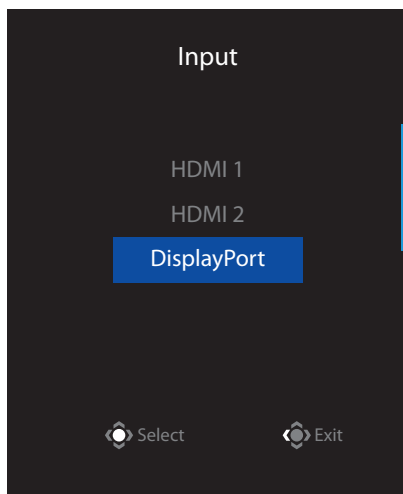 Input
HDMI 1
HDMI 2
DisplayPort
Select Exit